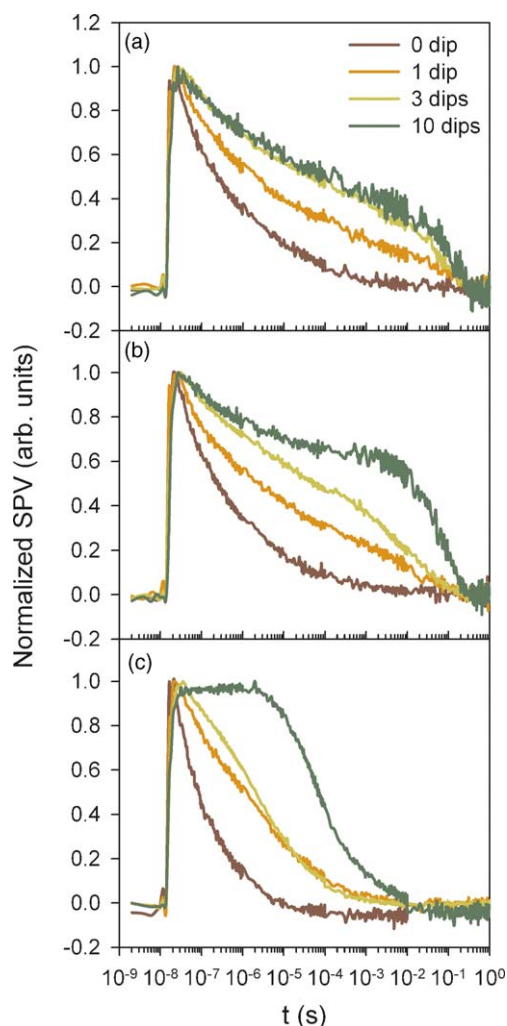 (a)
0 dip
1 dip
3 dips
10 dips
1.2
1.0
0.8
0.6
0.4
0.2
0.0
-0.2
(b)
1.0
0.8
0.6
0.4
0.2
0.0
-0.2
(c)
1.0
0.8
0.6
0.4
0.2
0.0
-0.2
Normalized SPV (arb. units)
10⁻⁹ 10⁻⁸ 10⁻⁷ 10⁻⁶ 10⁻⁵ 10⁻⁴ 10⁻³ 10⁻² 10⁻¹ 10⁰
t (s)